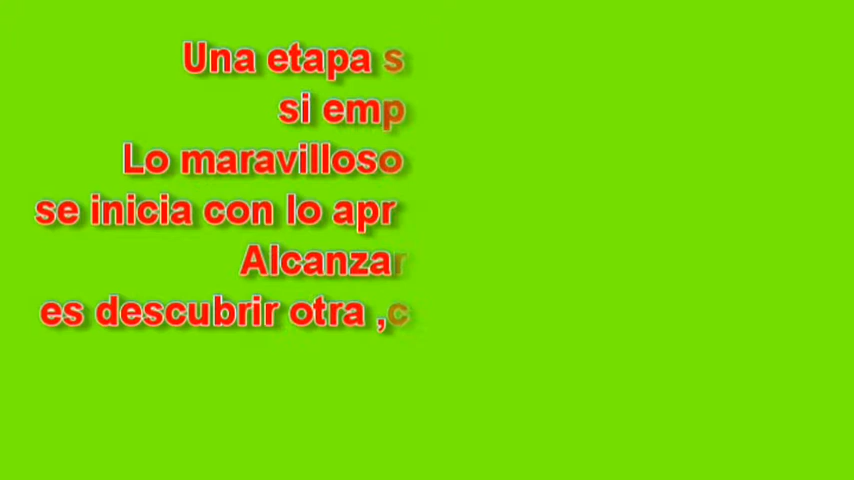 Una etapa s
si emp
Lo maravilloso
se inicia con lo apr
Alcanzar
es descubrir otra ,c